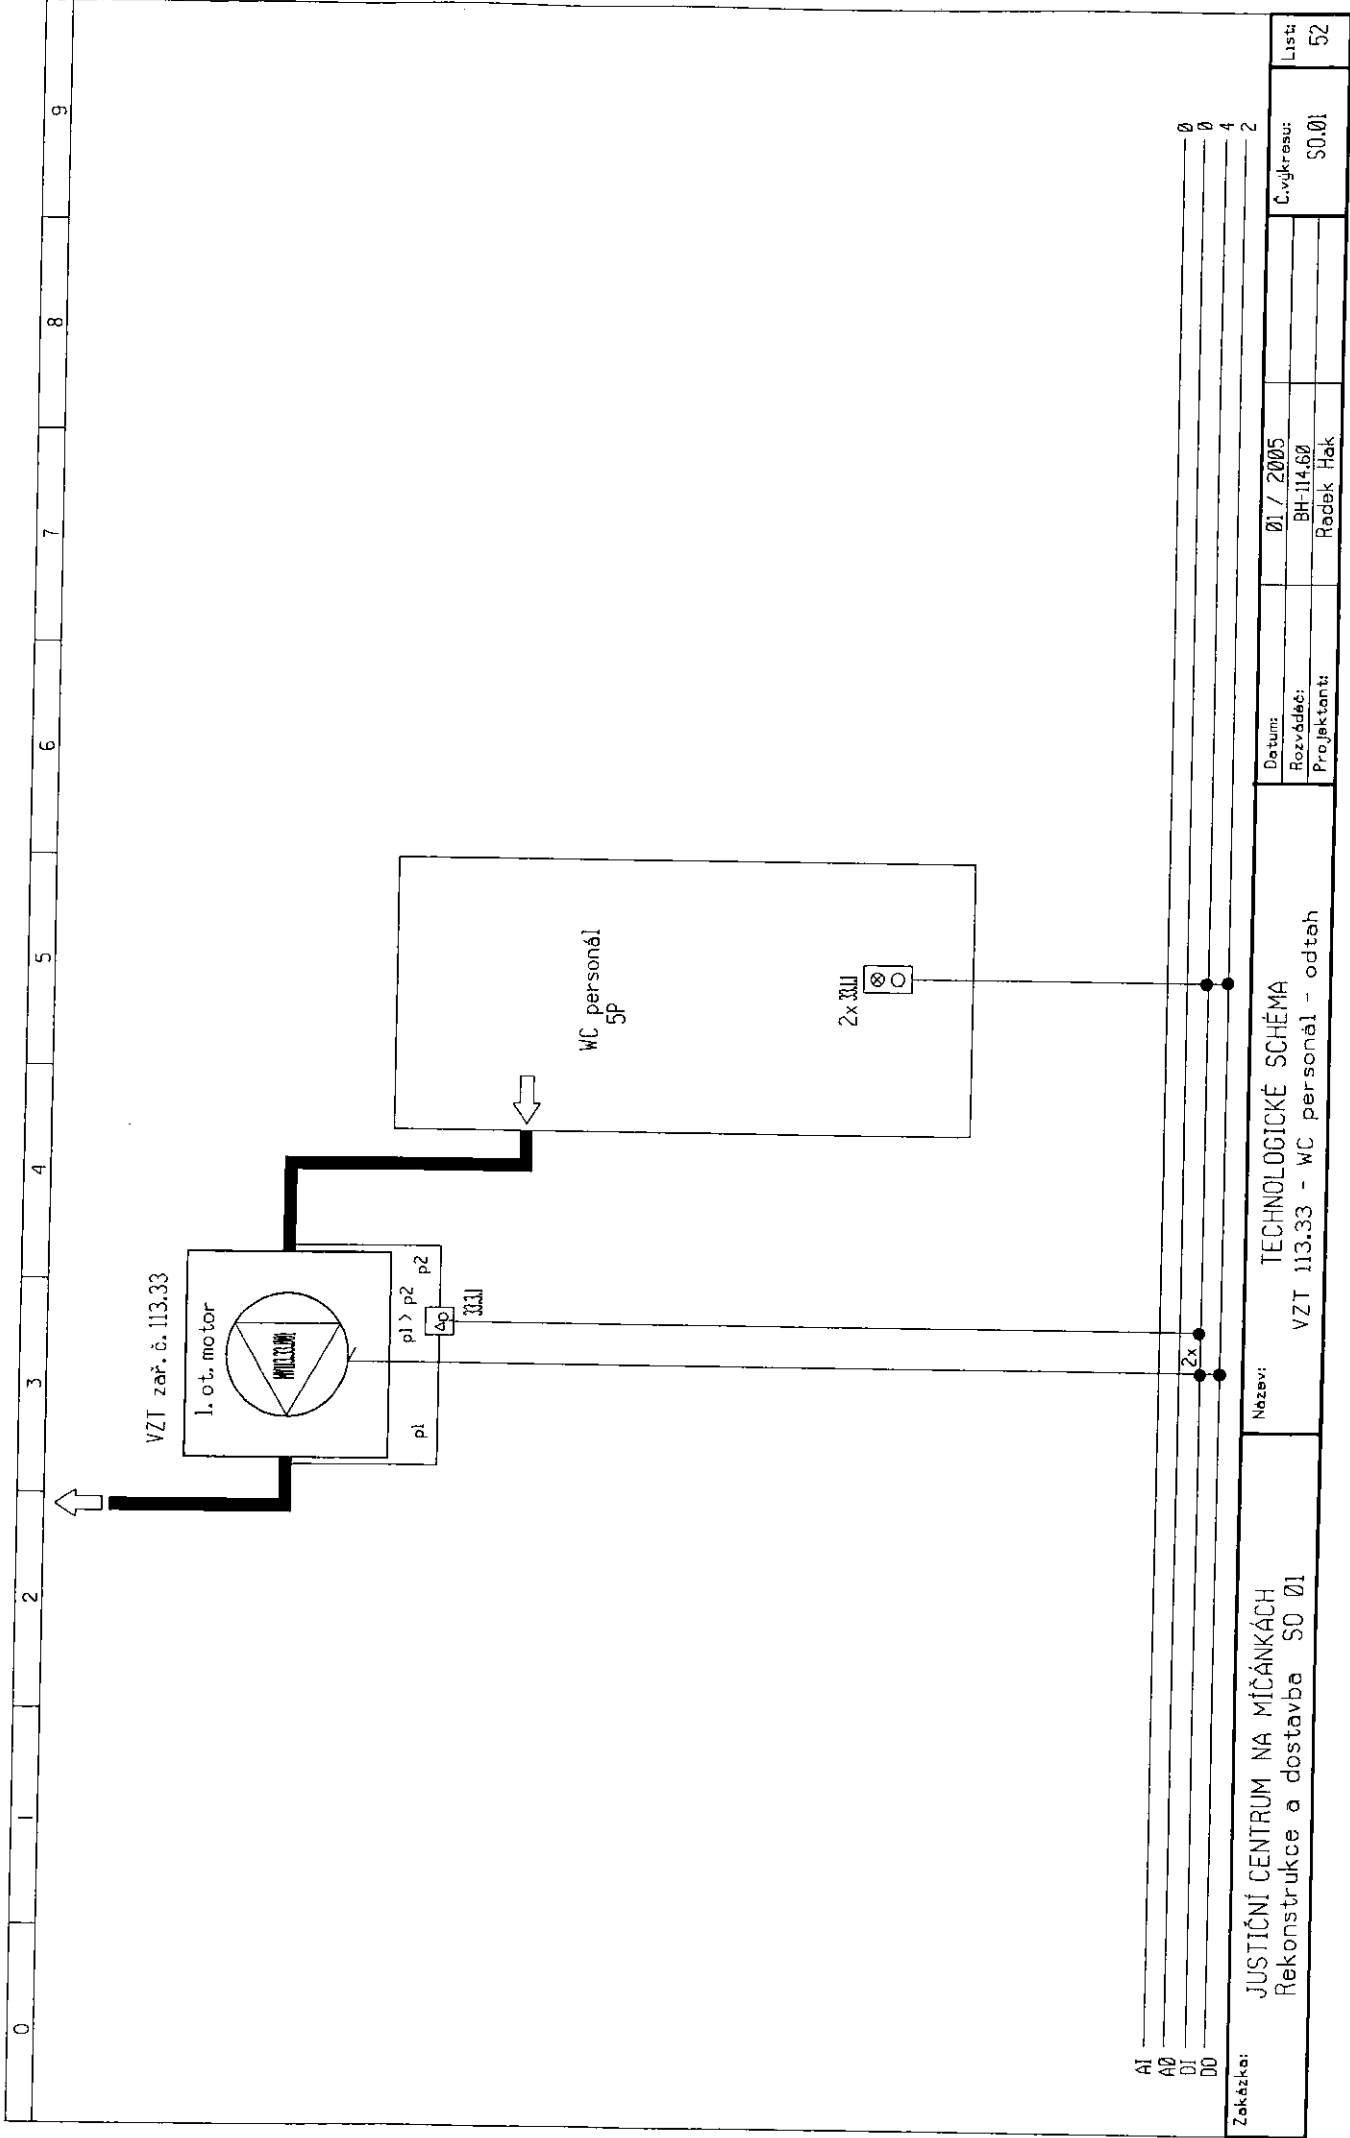 0 1 2 3 4 5 6 7 8 9
VZT zař. č. 113.33
1. ot. motor
p1
p1 > p2
p2
33.3.1
WC personál
5P
2x 33.1.1
2x
AI 0
AØ 0
DI 4
DO 2
Zakázka:
JUSTIČNÍ CENTRUM NA MÍČÁNKÁCH
Rekonstrukce a dostavba SO 01
Název:
TECHNOLOGICKÉ SCHÉMA
VZT 113.33 - WC personál - odtah
Datum: 01 / 2005
Rozváděč: BH-114.60
Projektant: Radek Hak
Č.výkresu:
SO.01
List:
52